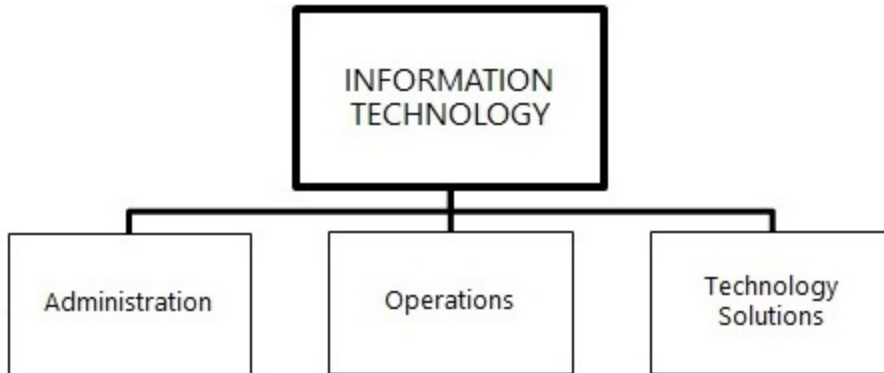 INFORMATION
TECHNOLOGY
Administration
Operations
Technology
Solutions